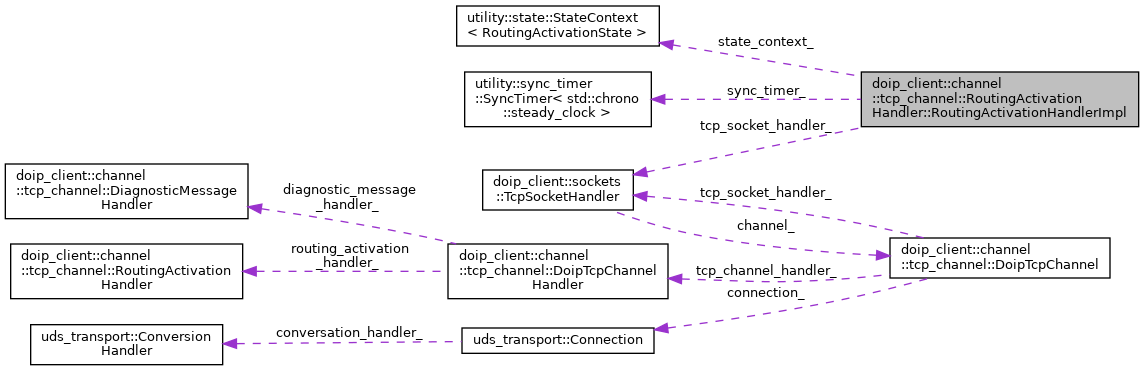 utility::state::StateContext
< RoutingActivationState >
state_context_
doip_client::channel
::tcp_channel::RoutingActivation
Handler::RoutingActivationHandlerImpl
utility::sync_timer
::SyncTimer< std::chrono
::steady_clock >
sync_timer_
tcp_socket_handler_
doip_client::channel
::tcp_channel::DiagnosticMessage
Handler
diagnostic_message
_handler_
doip_client::sockets
::TcpSocketHandler
tcp_socket_handler_
channel_
doip_client::channel
::tcp_channel::DoipTcpChannel
doip_client::channel
::tcp_channel::RoutingActivation
Handler
routing_activation
_handler_
doip_client::channel
::tcp_channel::DoipTcpChannel
Handler
tcp_channel_handler_
connection_
uds_transport::Conversion
Handler
conversation_handler_
uds_transport::Connection